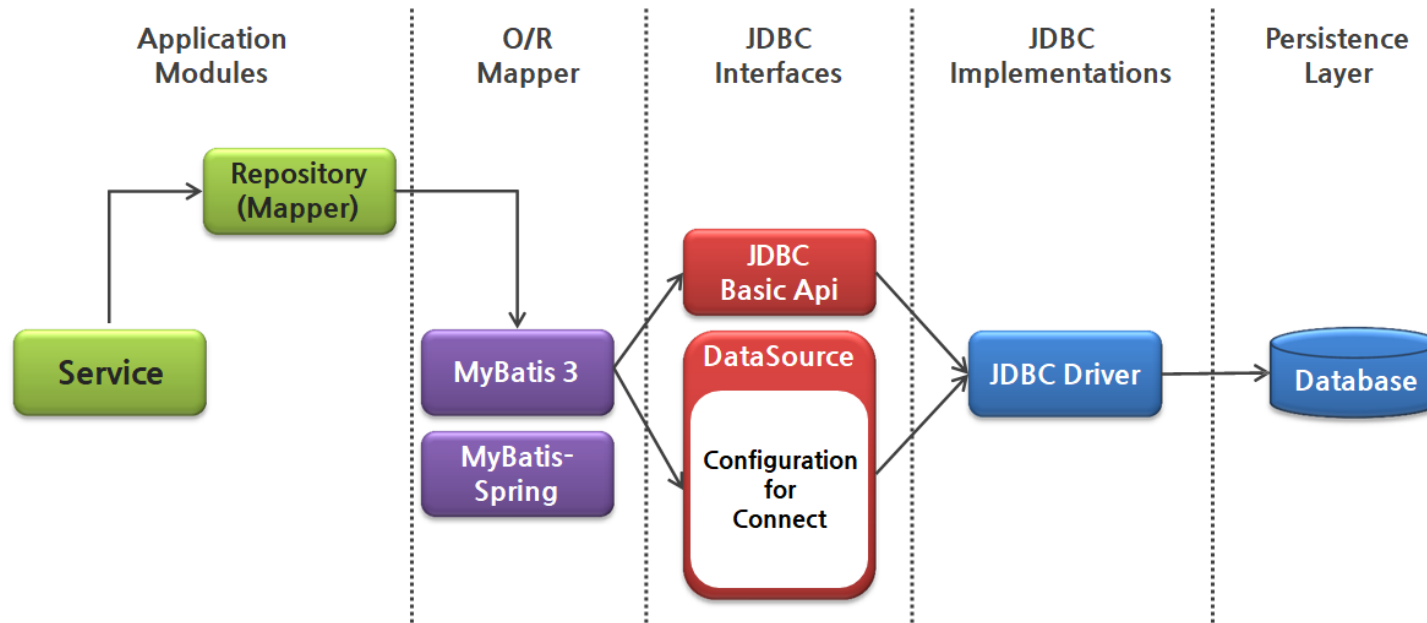 Application
Modules
O/R
Mapper
JDBC
Interfaces
JDBC
Implementations
Persistence
Layer
Repository
(Mapper)
Service
MyBatis 3
MyBatis-
Spring
JDBC
Basic Api
DataSource
Configuration
for
Connect
JDBC Driver
Database